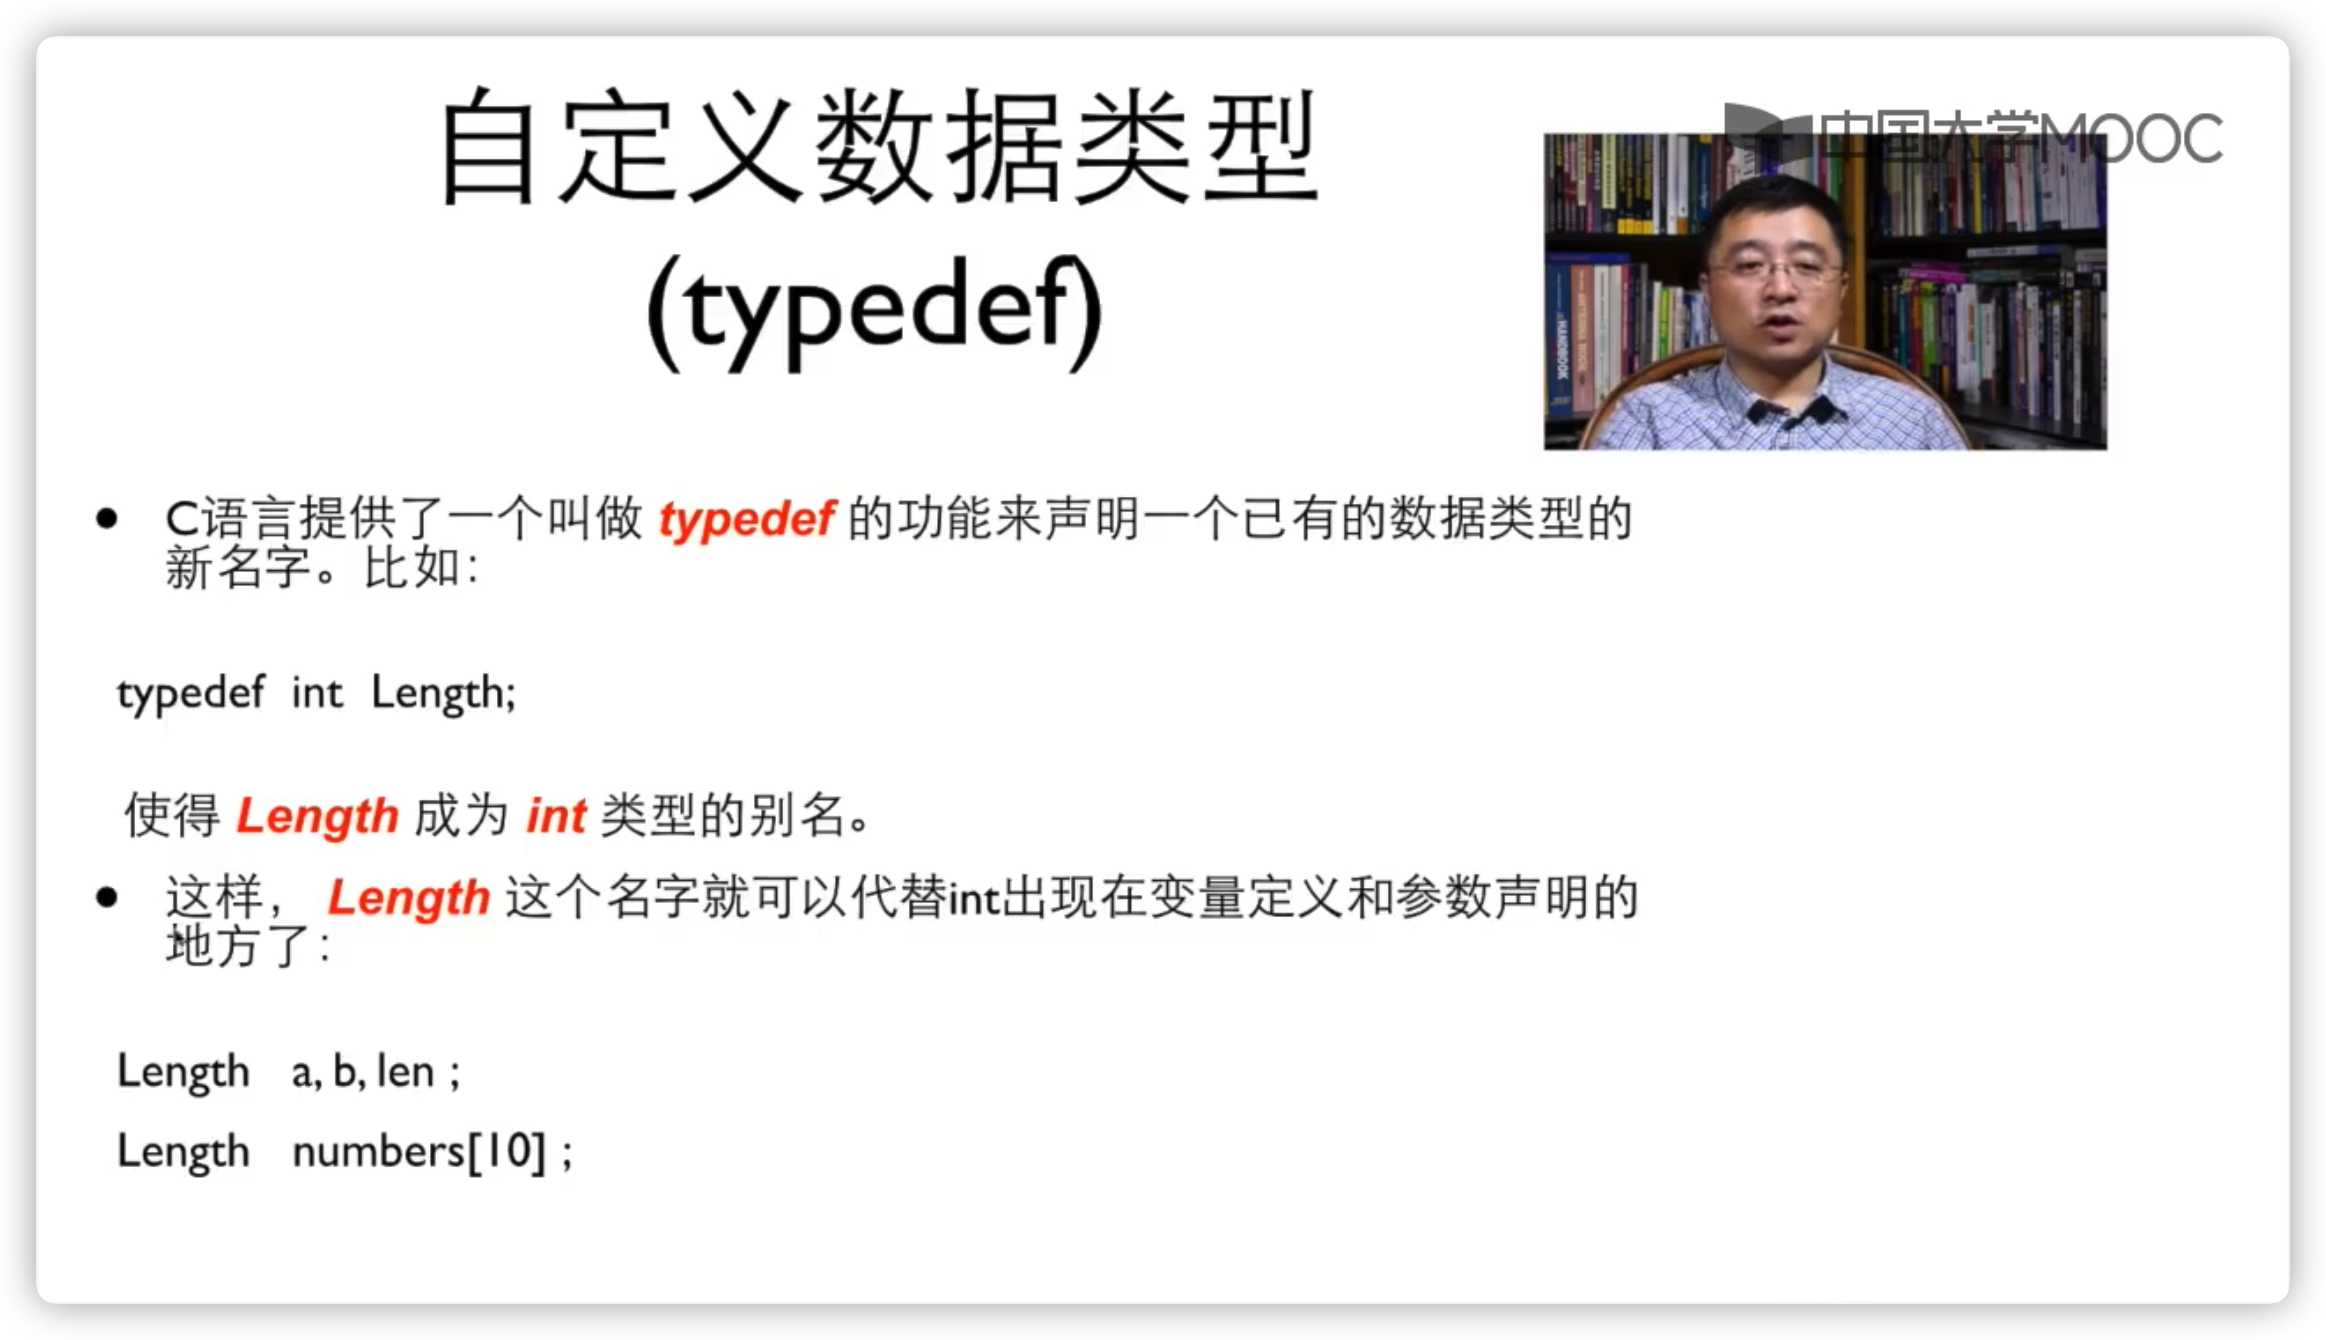 自定义数据类型
(typedef)
中国大学MOOC
HANDBOOK
C语言提供了一个叫做 typedef 的功能来声明一个已有的数据类型的
新名字。比如：
typedef int Length;
使得 Length 成为 int 类型的别名。
这样， Length 这个名字就可以代替int出现在变量定义和参数声明的
地方了：
Length a, b, len ;
Length numbers[10] ;